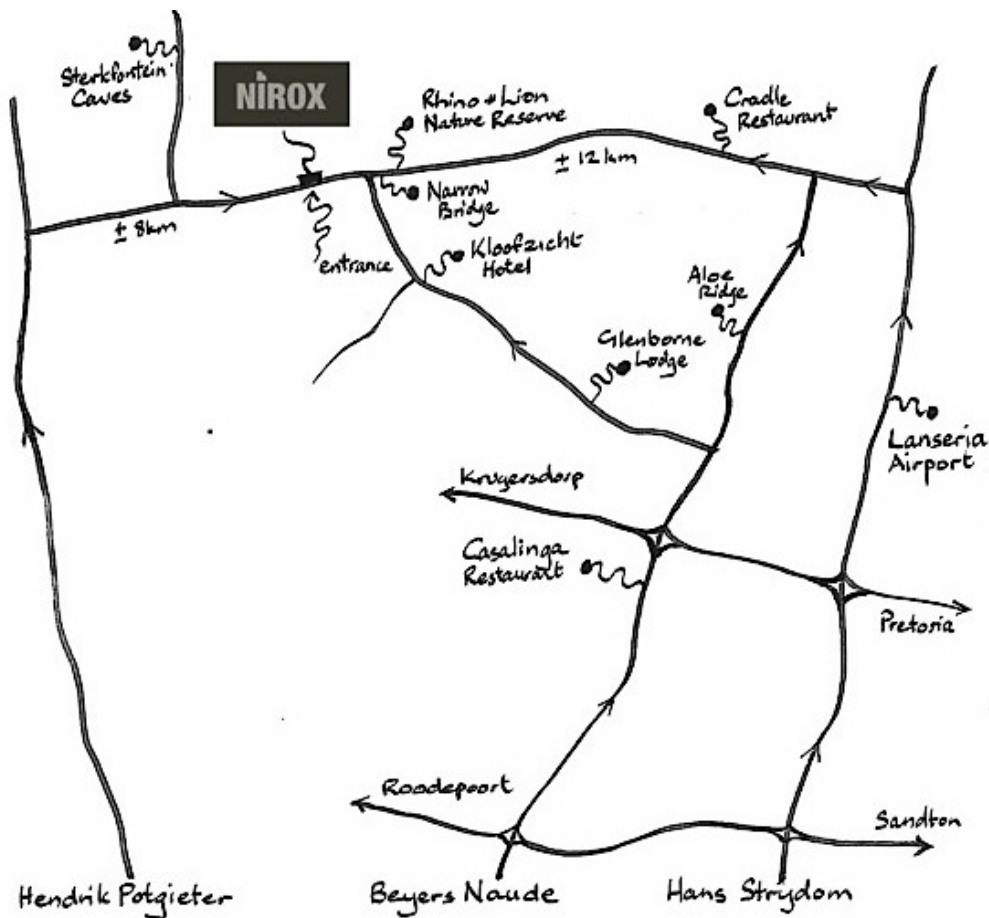 Sterkfontein
Caves
NIROX
Rhino & Lion
Nature Reserve
Cradle
Restaurant
± 12 km
± 8km
Narrow
Bridge
entrance
Kloofzicht
Hotel
Aloe
Ridge
Glenborne
Lodge
Lanseria
Airport
Krugersdorp
Casalinga
Restaurant
Pretoria
Roodepoort
Sandton
Hendrik Potgieter
Beyers Naude
Hans Strydom